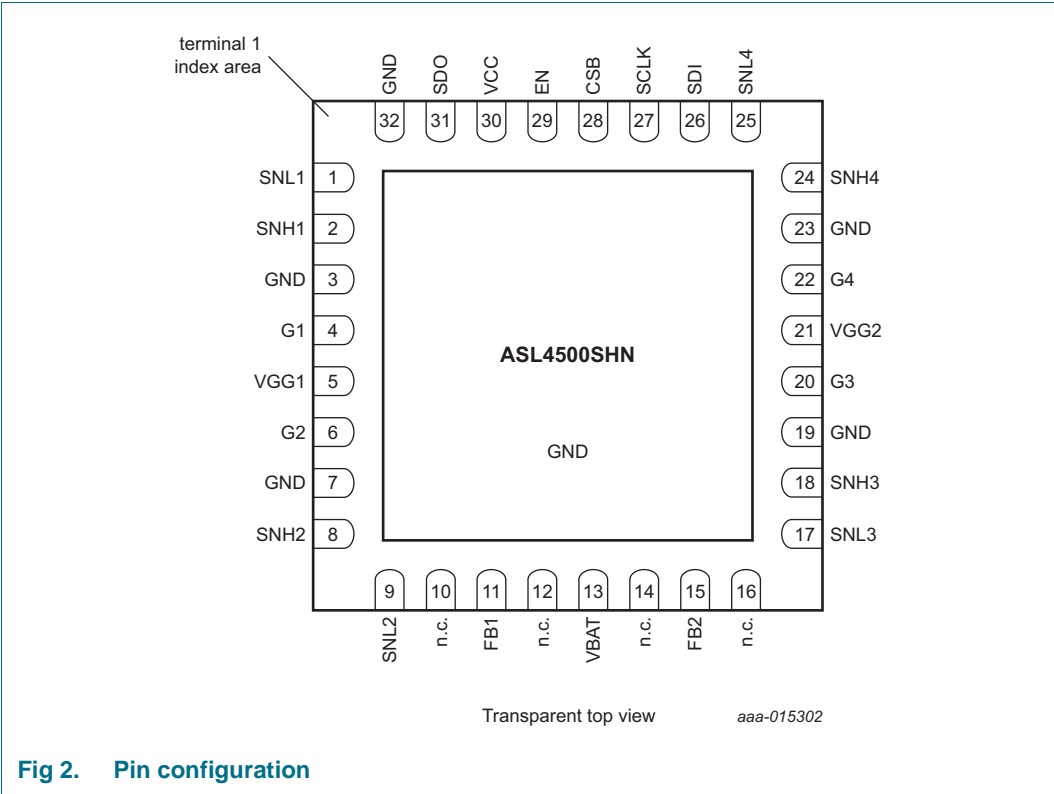 terminal 1
index area
GND
SDO
VCC
EN
CSB
SCLK
SDI
SNL4
32
31
30
29
28
27
26
25
SNL1 1
24 SNH4
SNH1 2
23 GND
GND 3
22 G4
G1 4
21 VGG2
VGG1 5
20 G3
G2 6
19 GND
GND 7
18 SNH3
SNH2 8
17 SNL3
ASL4500SHN
GND
9
10
11
12
13
14
15
16
SNL2
n.c.
FB1
n.c.
VBAT
n.c.
FB2
n.c.
Transparent top view
aaa-015302
Fig 2. Pin configuration